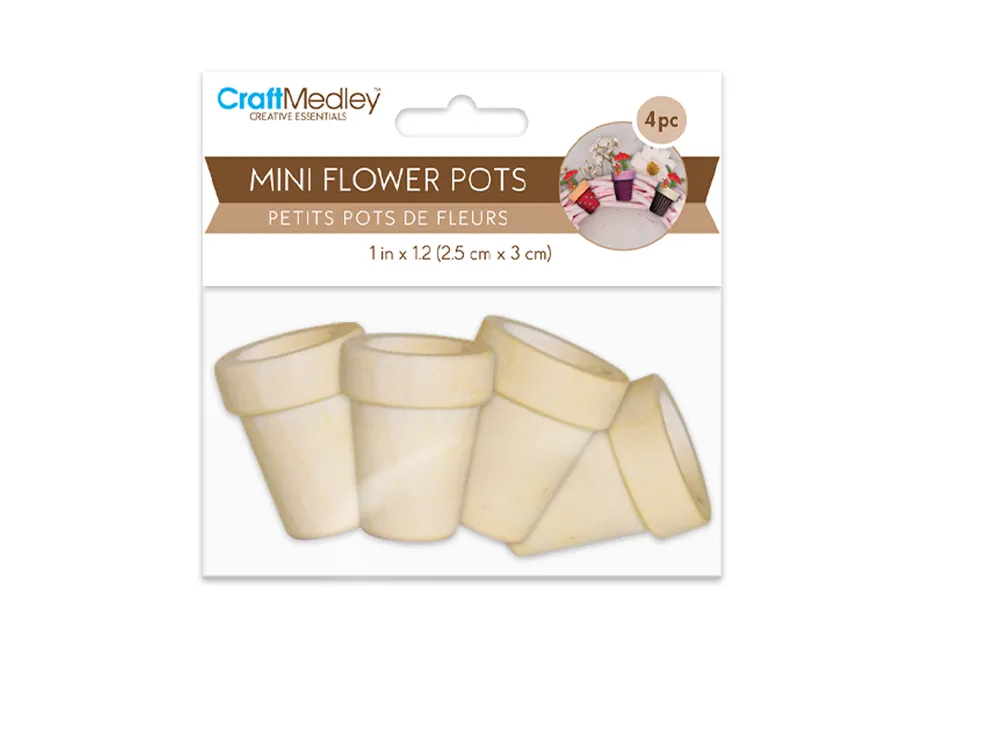 CraftMedley™
CREATIVE ESSENTIALS
4pc
MINI FLOWER POTS
PETITS POTS DE FLEURS
1 in x 1.2 (2.5 cm x 3 cm)